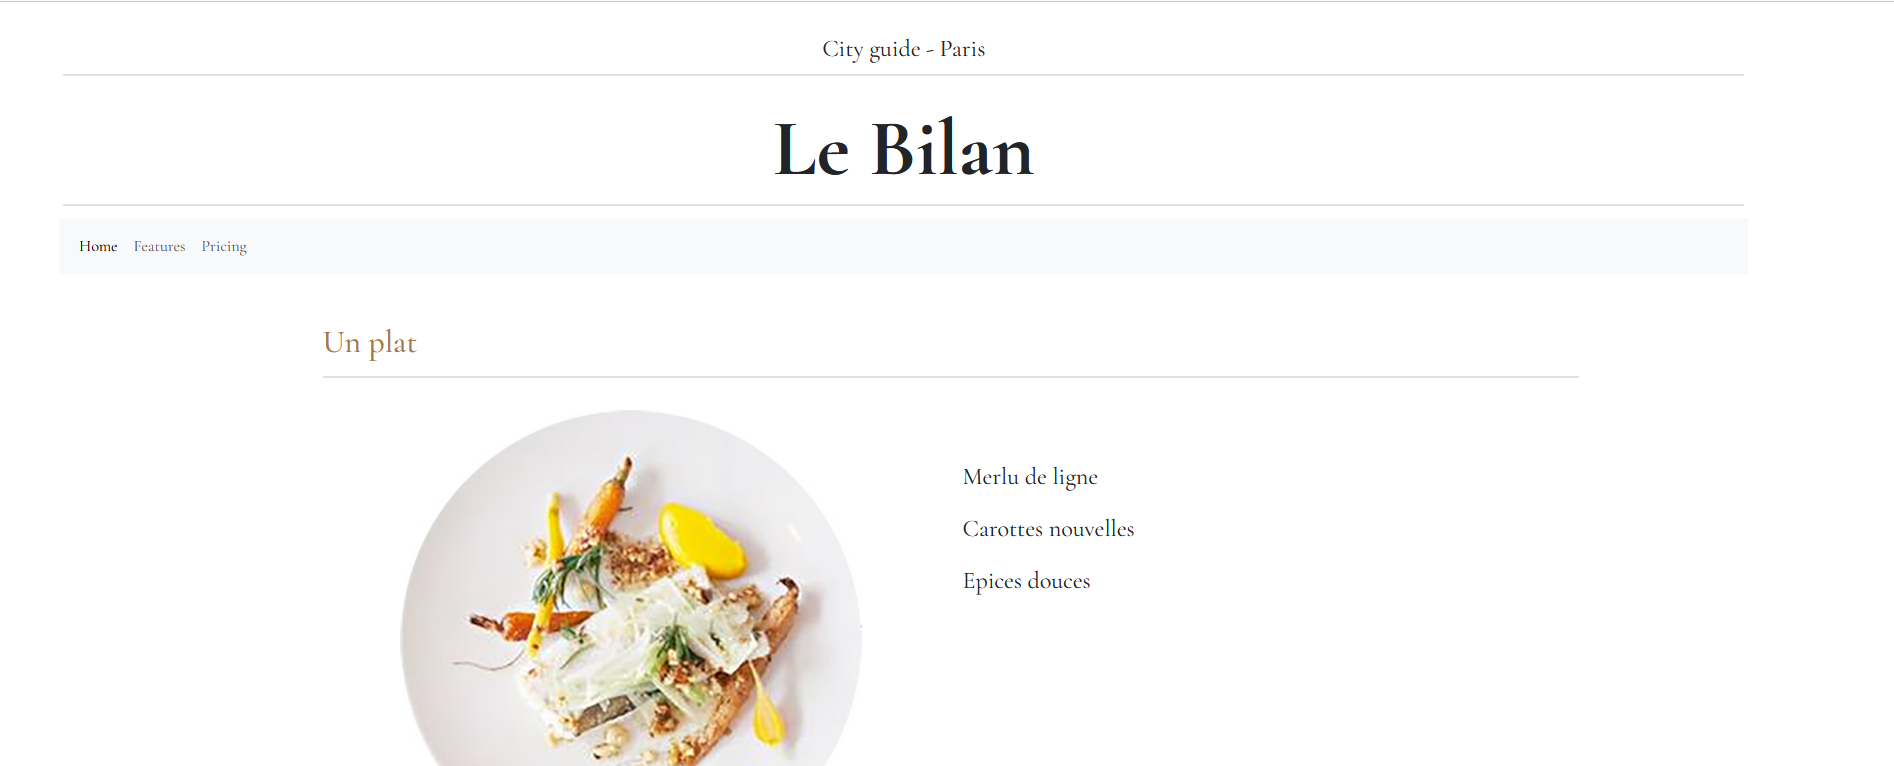 City guide - Paris
Le Bilan
Home Features Pricing
Un plat
Merlu de ligne
Carottes nouvelles
Epices douces